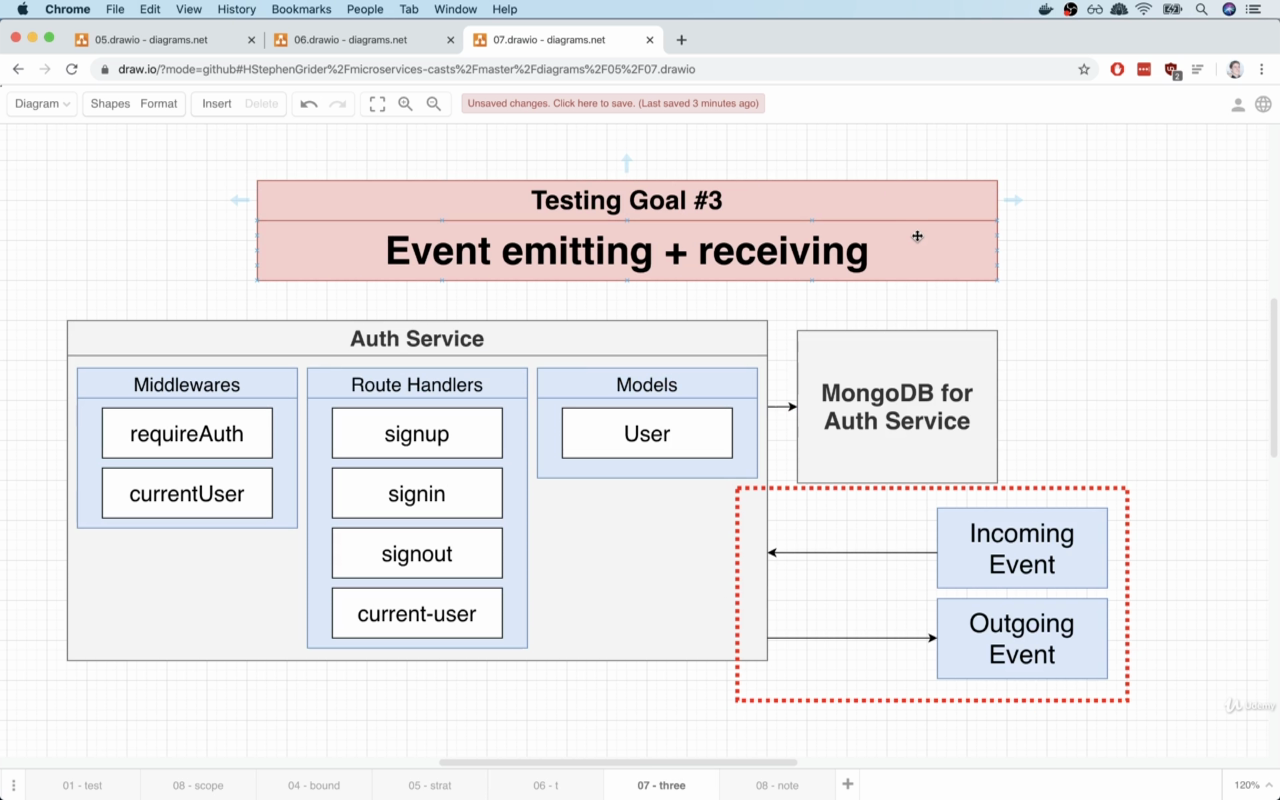 Chrome File Edit View History Bookmarks People Tab Window Help
05.drawio - diagrams.net
06.drawio - diagrams.net
07.drawio - diagrams.net
draw.io/?mode=github#HStephenGrider%2Fmicroservices-casts%2Fmaster%2Fdiagrams%2F05%2F07.drawio
2
Diagram Shapes Format Insert Delete Unsaved changes. Click here to save. (Last saved 3 minutes ago)
Testing Goal #3
Event emitting + receiving
Auth Service
Middlewares
requireAuth
currentUser
Route Handlers
signup
signin
signout
current-user
Models
User
MongoDB for
Auth Service
Incoming
Event
Outgoing
Event
Udemy
01 - test 08 - scope 04 - bound 05 - strat 06 - t 07 - three 08 - note
120%